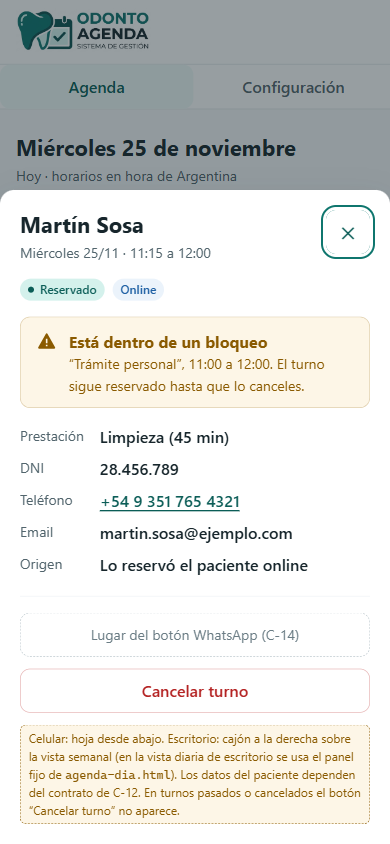 ODONTO
AGENDA
SISTEMA DE GESTIÓN
Agenda
Configuración
Miércoles 25 de noviembre
Hoy · horarios en hora de Argentina
Martín Sosa
Miércoles 25/11 · 11:15 a 12:00
Reservado
Online
Está dentro de un bloqueo
“Trámite personal”, 11:00 a 12:00. El turno
sigue reservado hasta que lo canceles.
Prestación Limpieza (45 min)
DNI 28.456.789
Teléfono +54 9 351 765 4321
Email martin.sosa@ejemplo.com
Origen Lo reservó el paciente online
Lugar del botón WhatsApp (C-14)
Cancelar turno
Celular: hoja desde abajo. Escritorio: cajón a la derecha sobre
la vista semanal (en la vista diaria de escritorio se usa el panel
fijo de agenda-dia.html). Los datos del paciente dependen
del contrato de C-12. En turnos pasados o cancelados el botón
“Cancelar turno” no aparece.